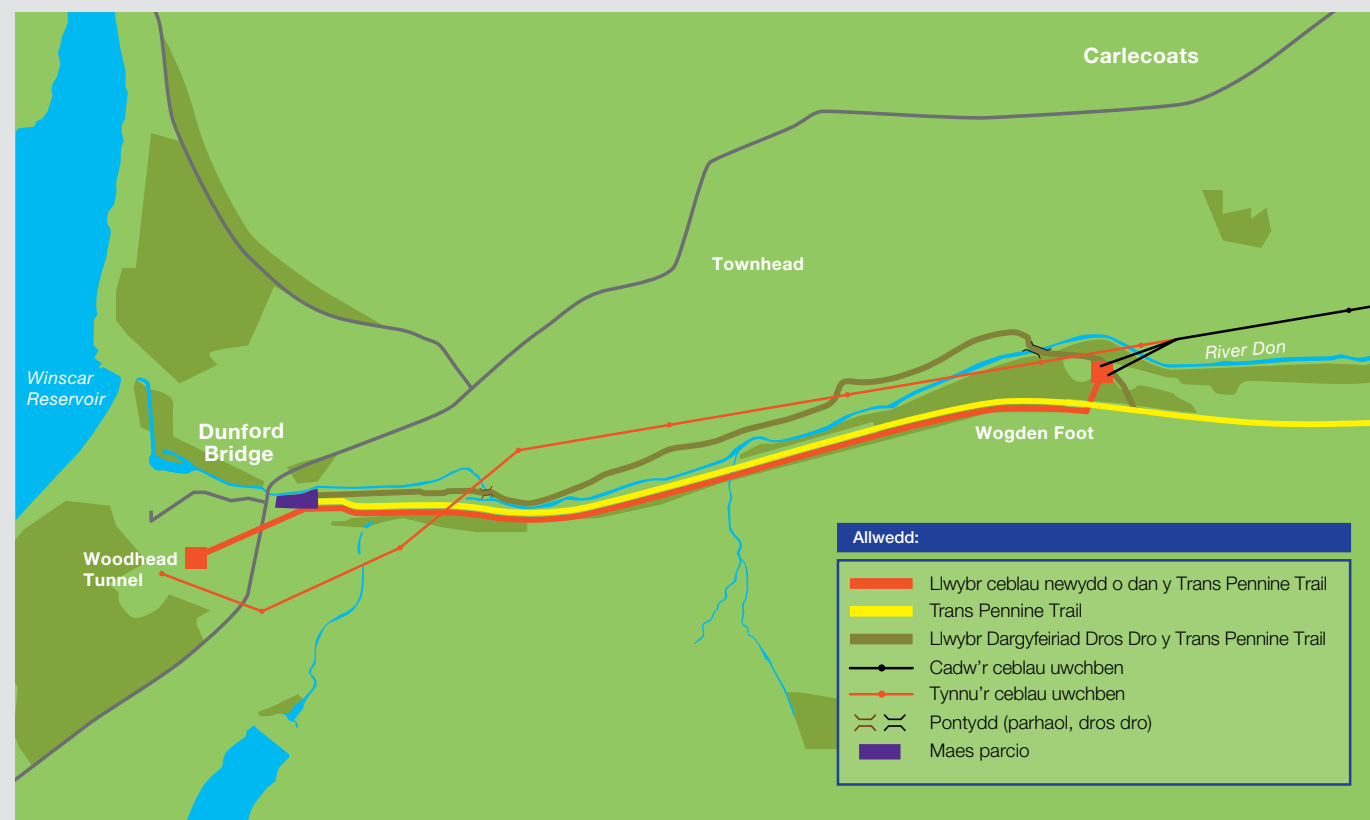 Carlecoats
Townhead
Winscar
Reservoir
River Don
Dunford
Bridge
Wogden Foot
Woodhead
Tunnel
Allwedd:
Llwybr ceblau newydd o dan y Trans Pennine Trail
Trans Pennine Trail
Llwybr Dargyfeiriad Dros Dro y Trans Pennine Trail
Cadw'r ceblau uwchben
Tynnu'r ceblau uwchben
Pontydd (parhaol, dros dro)
Maes parcio